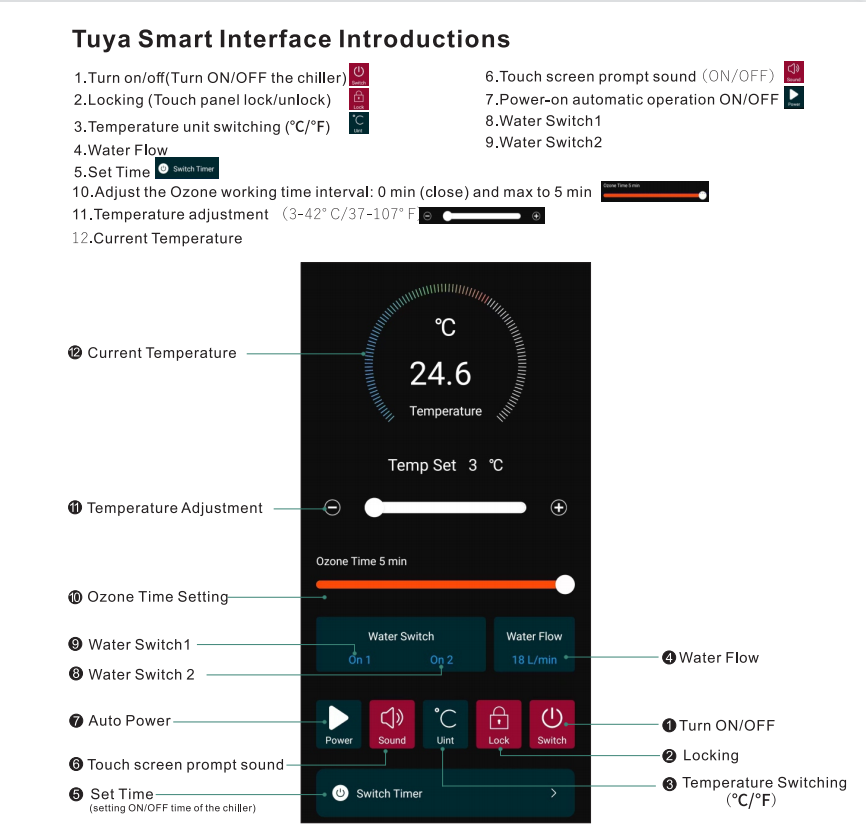 Tuya Smart Interface Introductions
1.Turn on/off(Turn ON/OFF the chiller) Switch
2.Locking (Touch panel lock/unlock) Lock
3.Temperature unit switching (°C/°F) °C Uint
4.Water Flow
5.Set Time Switch Timer
6.Touch screen prompt sound (ON/OFF) Sound
7.Power-on automatic operation ON/OFF Power
8.Water Switch1
9.Water Switch2
10.Adjust the Ozone working time interval: 0 min (close) and max to 5 min Ozone Time 5 min
11.Temperature adjustment (3-42°C/37-107°F
12.Current Temperature
℃
24.6
Temperature
⓬ Current Temperature
Temp Set 3 ℃
⓫ Temperature Adjustment
Ozone Time 5 min
❿ Ozone Time Setting
Water Switch
Water Flow
On 1 On 2
18 L/min
❾ Water Switch1
❽ Water Switch 2
❹ Water Flow
❼ Auto Power
Power
Sound
°C
Uint
Lock
Switch
❶ Turn ON/OFF
❷ Locking
❻ Touch screen prompt sound
❸ Temperature Switching
(°C/°F)
❺ Set Time
(setting ON/OFF time of the chiller)
Switch Timer